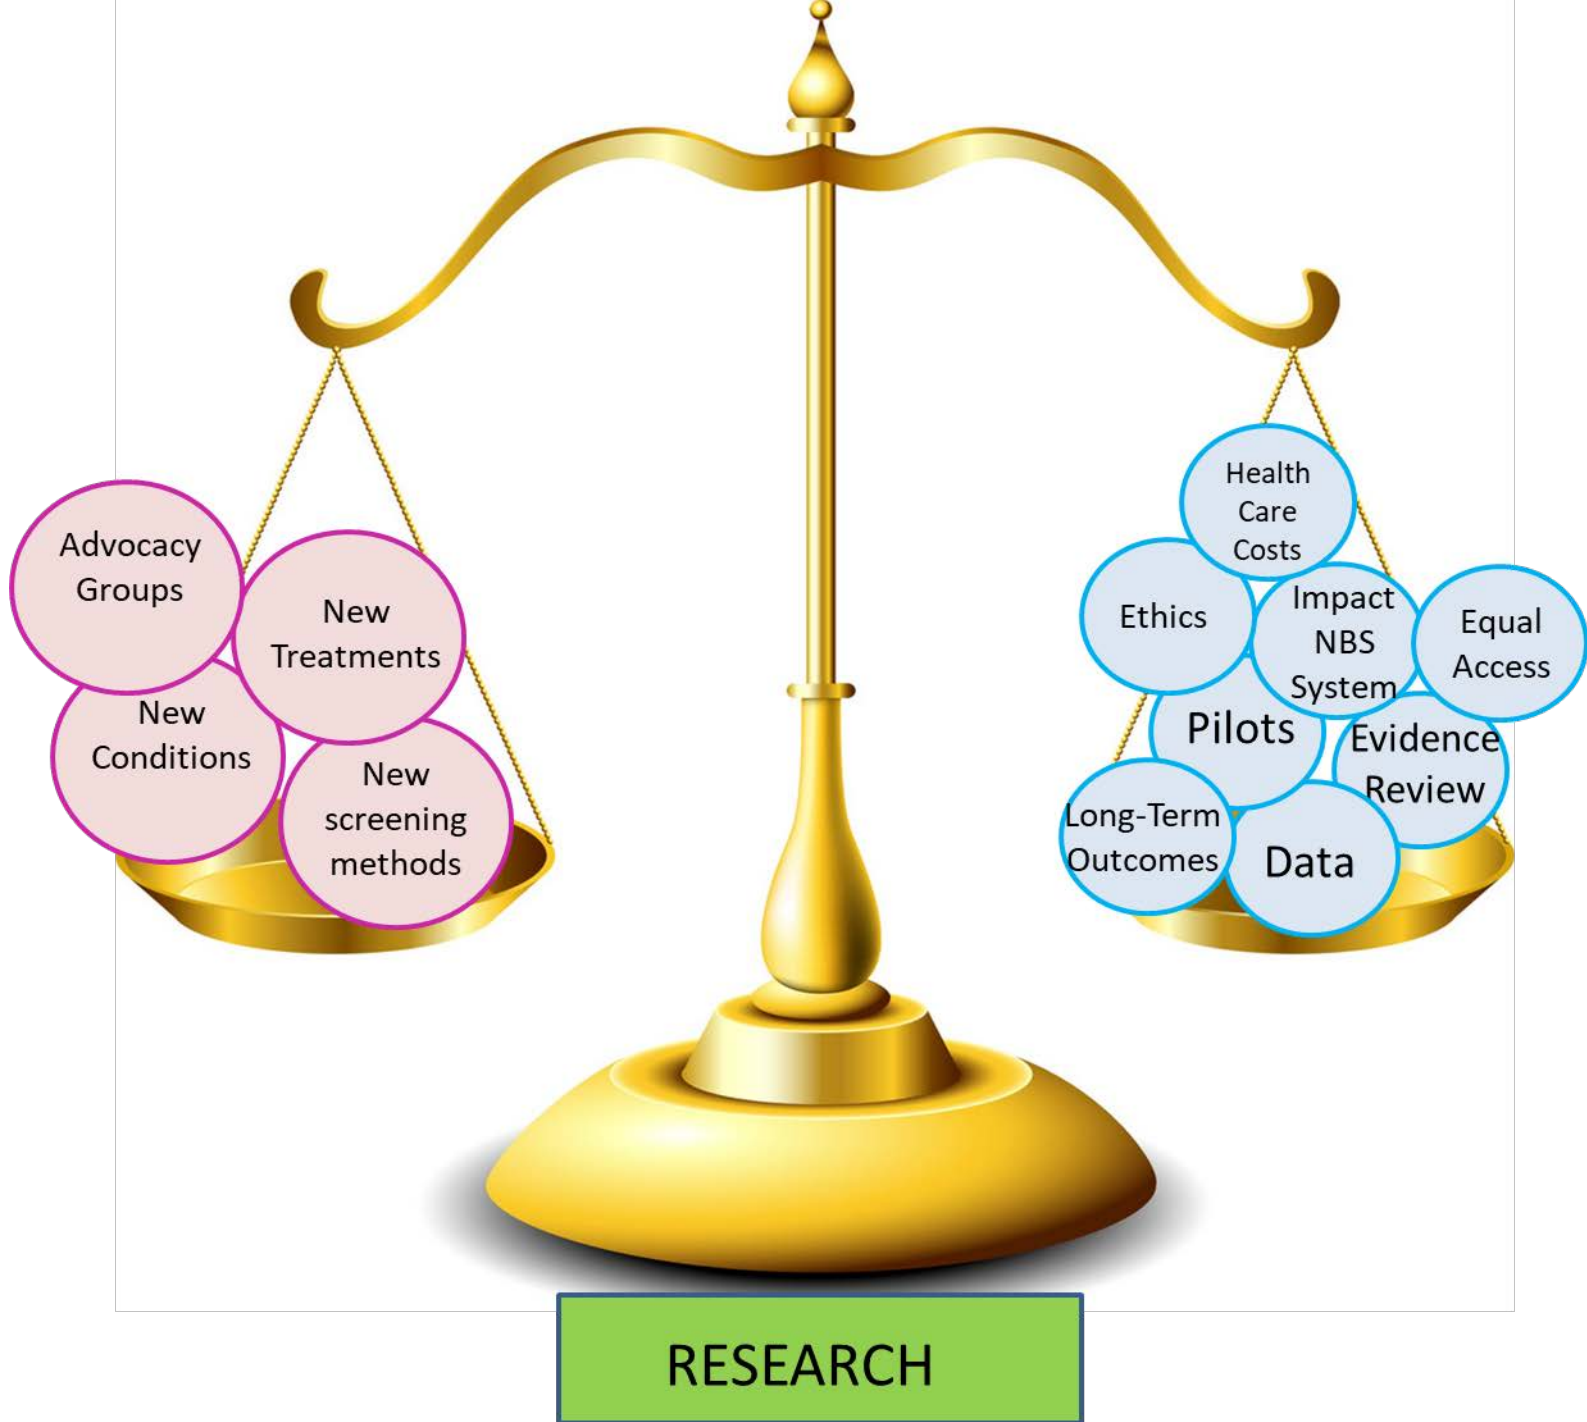 Advocacy
Groups
New
Treatments
New
Conditions
New
screening
methods
Health
Care
Costs
Ethics
Impact
NBS
System
Equal
Access
Pilots
Evidence
Review
Long-Term
Outcomes
Data
RESEARCH